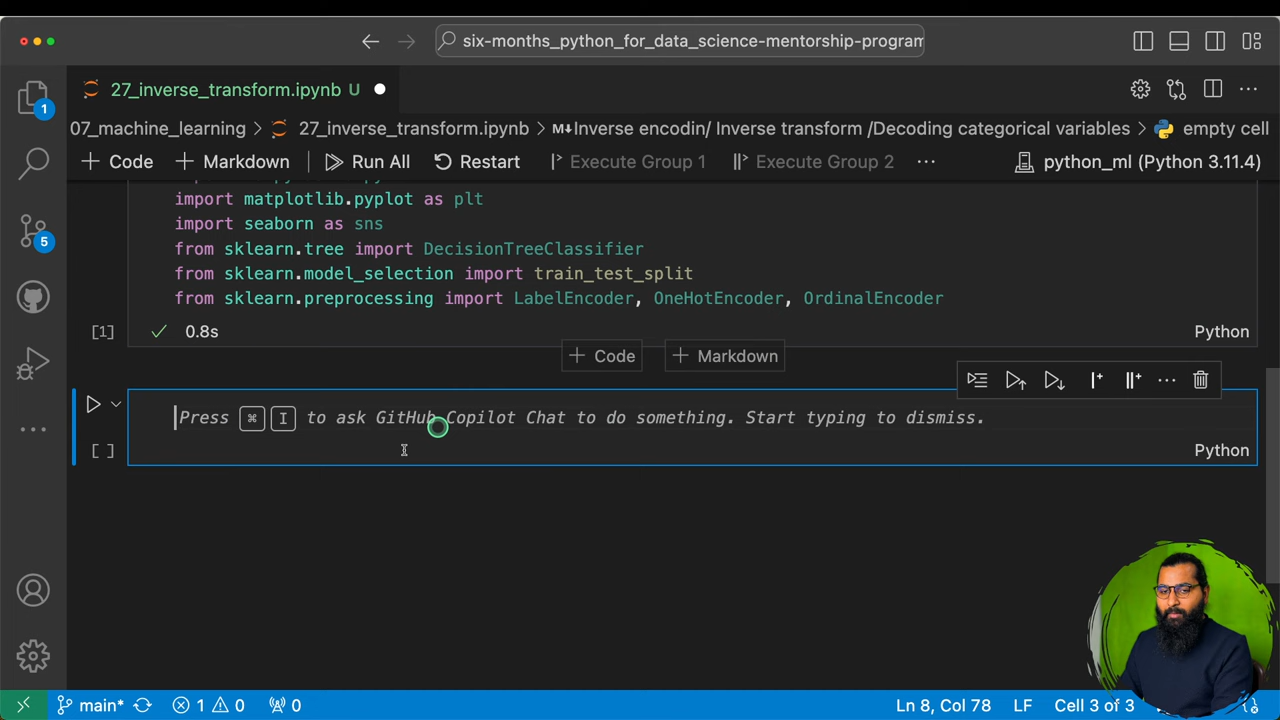 six-months_python_for_data_science-mentorship-program
27_inverse_transform.ipynb U
07_machine_learning > 27_inverse_transform.ipynb > M↓Inverse encodin/ Inverse transform /Decoding categorical variables > empty cell
+ Code + Markdown Run All Restart Execute Group 1 Execute Group 2 ... python_ml (Python 3.11.4)
import matplotlib.pyplot as plt
import seaborn as sns
from sklearn.tree import DecisionTreeClassifier
from sklearn.model_selection import train_test_split
from sklearn.preprocessing import LabelEncoder, OneHotEncoder, OrdinalEncoder
[1] ✓ 0.8s Python
+ Code + Markdown
Press ⌘ I to ask GitHub Copilot Chat to do something. Start typing to dismiss.
[ ] Python
1
5
main* 1 0 0 Ln 8, Col 78 LF Cell 3 of 3